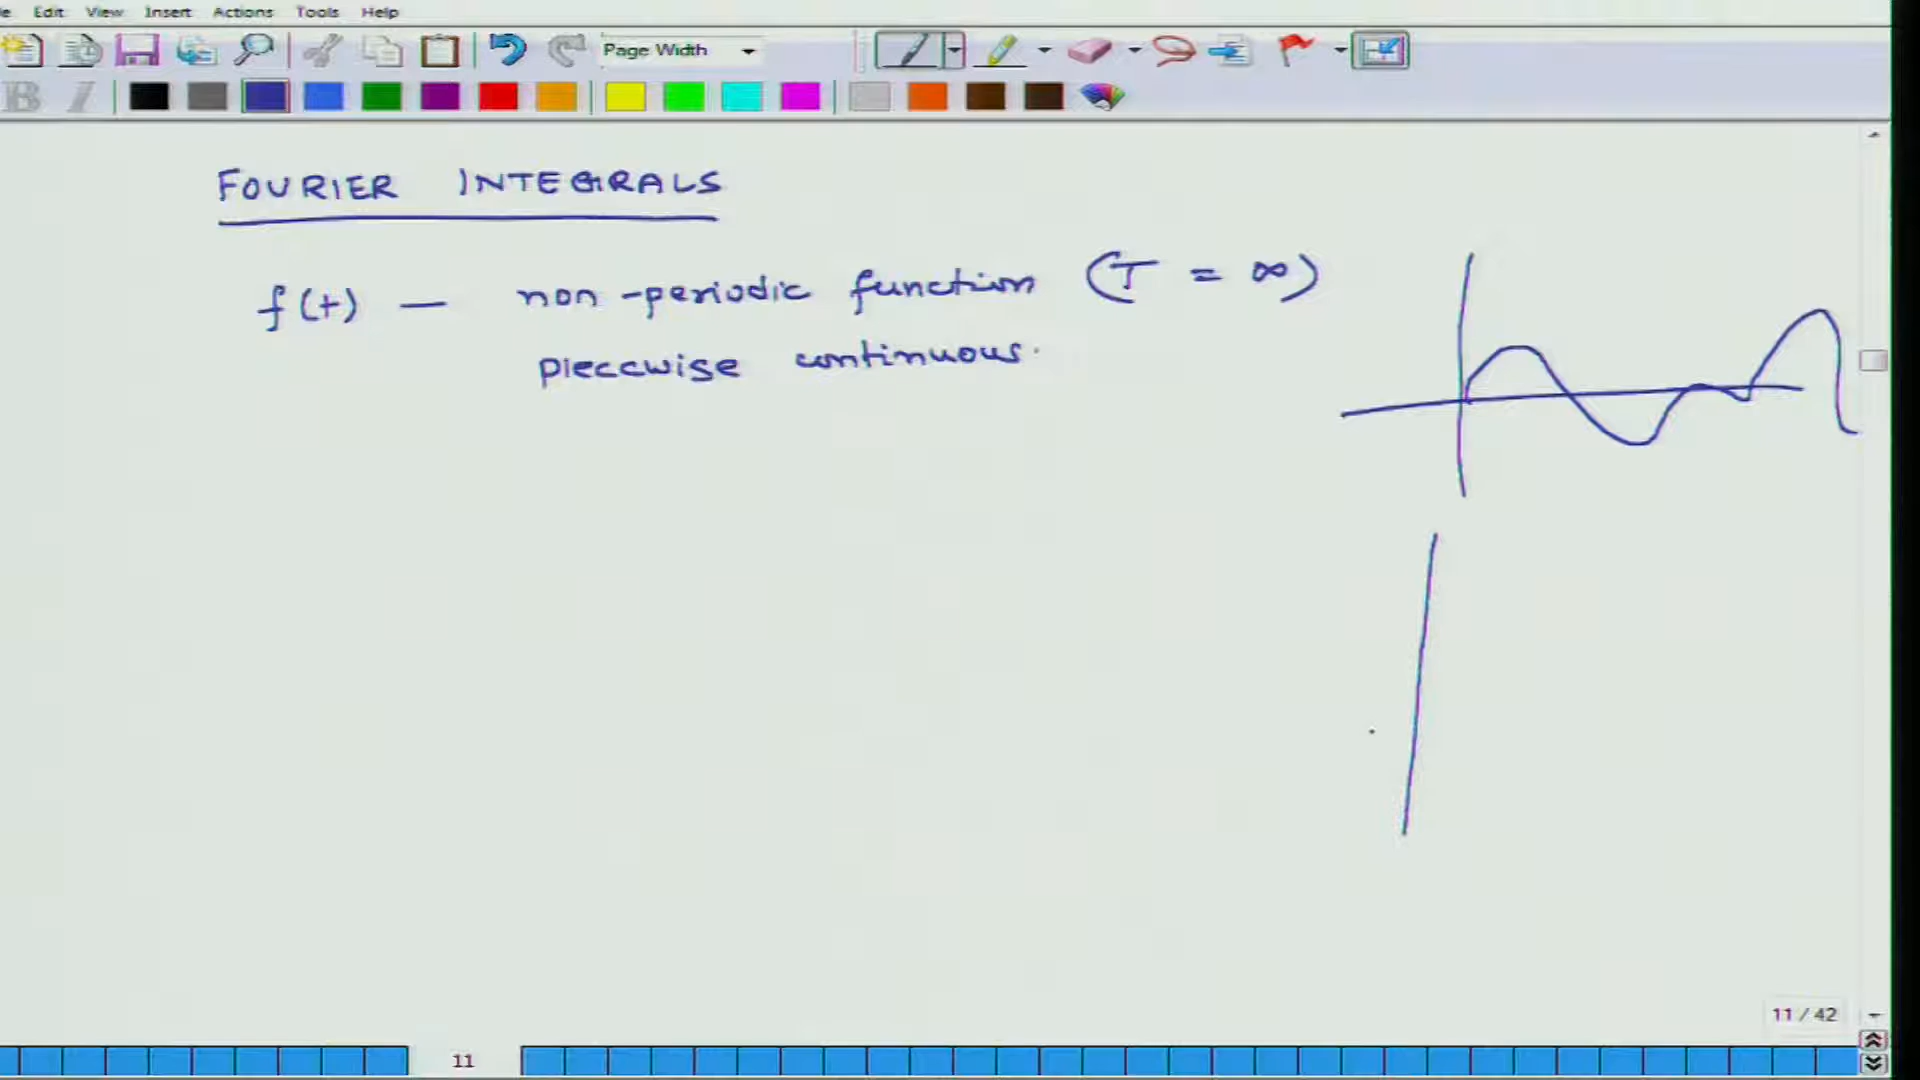 Edit View Insert Actions Tools Help
Page Width
B I
FOURIER INTEGRALS
f(t) — non-periodic function (T = ∞)
piecewise continuous.
11 / 42
11